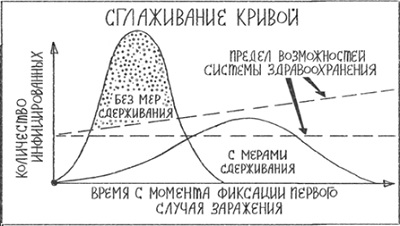 СГЛАЖИВАНИЕ КРИВОЙ
ПРЕДЕЛ ВОЗМОЖНОСТЕЙ
СИСТЕМЫ ЗДРАВООХРАНЕНИЯ
КОЛИЧЕСТВО
ИНФИЦИРОВАННЫХ
БЕЗ МЕР
СДЕРЖИВАНИЯ
С МЕРАМИ
СДЕРЖИВАНИЯ
ВРЕМЯ С МОМЕНТА ФИКСАЦИИ ПЕРВОГО
СЛУЧАЯ ЗАРАЖЕНИЯ